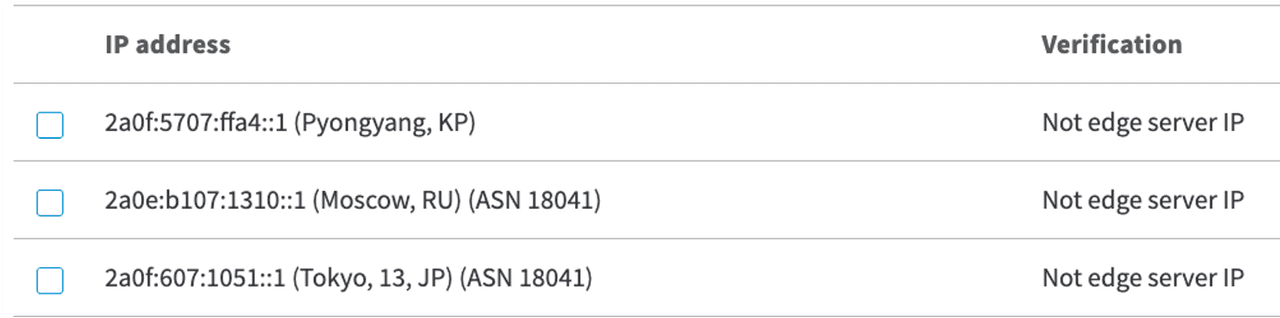 IP address Verification
2a0f:5707:ffa4::1 (Pyongyang, KP) Not edge server IP
2a0e:b107:1310::1 (Moscow, RU) (ASN 18041) Not edge server IP
2a0f:607:1051::1 (Tokyo, 13, JP) (ASN 18041) Not edge server IP